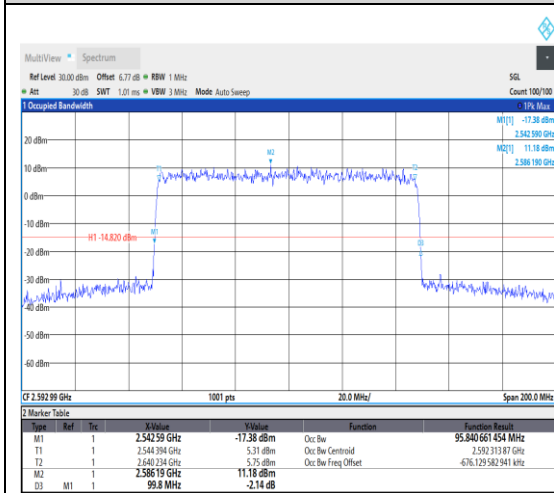 MultiView Spectrum
Ref Level 30.00 dBm Offset 6.77 dB RBW 1 MHz SGL
Att 30 dB SWT 1.01 ms VBW 3 MHz Mode Auto Sweep Count 100/100
1 Occupied Bandwidth 1Pk Max
M1[1] -17.38 dBm
2.542 590 GHz
M2[1] 11.18 dBm
2.586 190 GHz
20 dBm
M2
10 dBm
T1
T2
0 dBm
-10 dBm
H1 -14.820 dBm
M1
D3
-20 dBm
-30 dBm
-40 dBm
-50 dBm
-60 dBm
CF 2.592 99 GHz 1001 pts 20.0 MHz/ Span 200.0 MHz
2 Marker Table
Type Ref Trc X-Value Y-Value Function Function Result
M1 1 2.542 59 GHz -17.38 dBm Occ Bw 95.840 661 454 MHz
T1 1 2.544 394 GHz 5.31 dBm Occ Bw Centroid 2.592 313 87 GHz
T2 1 2.640 234 GHz 5.75 dBm Occ Bw Freq Offset -676.129 582 941 kHz
M2 1 2.586 19 GHz 11.18 dBm
D3 M1 1 99.8 MHz -2.14 dB